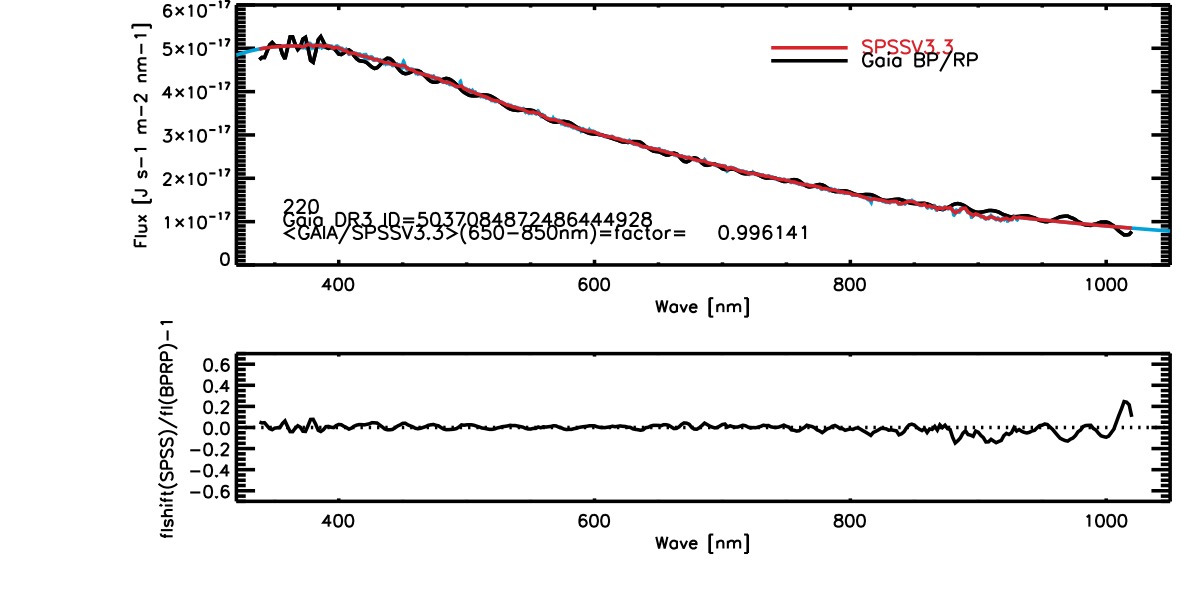 6×10⁻¹⁷
5×10⁻¹⁷
4×10⁻¹⁷
3×10⁻¹⁷
2×10⁻¹⁷
1×10⁻¹⁷
0
Flux [J s−1 m−2 nm−1]
SPSSv3.3
Gaia BP/RP
220
Gaia DR3 ID=5037084872486444928
<GAIA/SPSSv3.3>(650−850nm)=factor= 0.996141
400 600 800 1000
Wave [nm]
0.6
0.4
0.2
0.0
−0.2
−0.4
−0.6
flshift(SPSS)/fl(BPRP)−1
400 600 800 1000
Wave [nm]